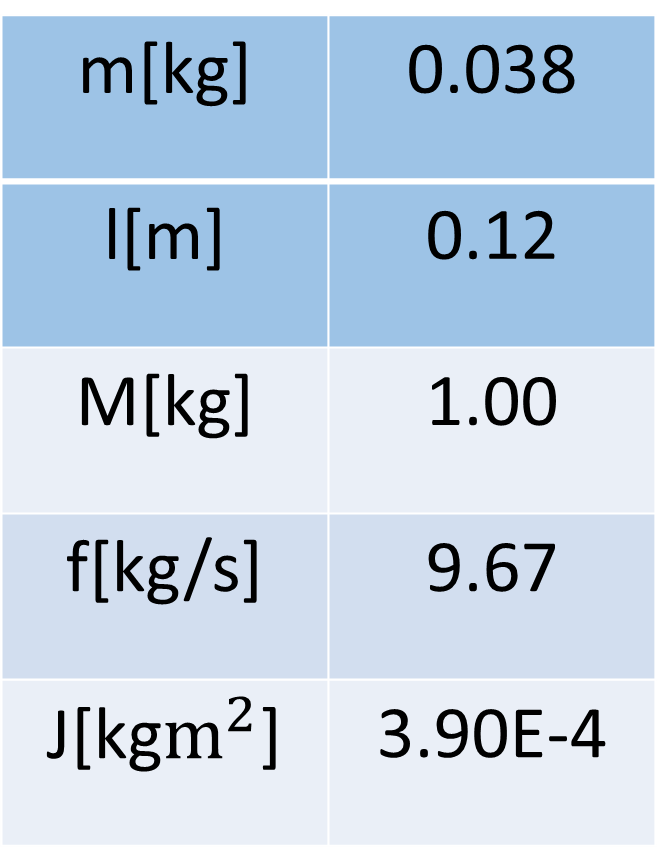 m[kg] 0.038
l[m] 0.12
M[kg] 1.00
f[kg/s] 9.67
J[kgm²] 3.90E-4